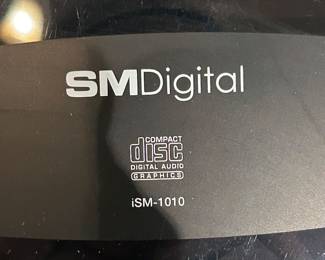 SMDigital
COMPACT
disc
DIGITAL AUDIO
GRAPHICS
iSM-1010